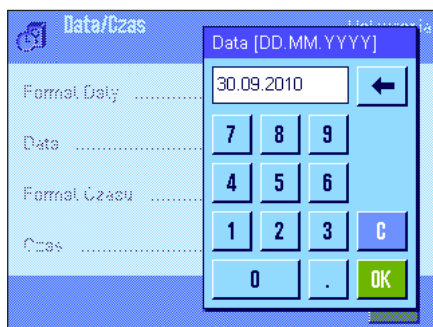 Data/Czas
Data [DD.MM.YYYY]
30.09.2010
Format Daty ..........
7 8 9
Data ..........
4 5 6
Format Czasu ..........
1 2 3 C
Czas ..........
0 . OK